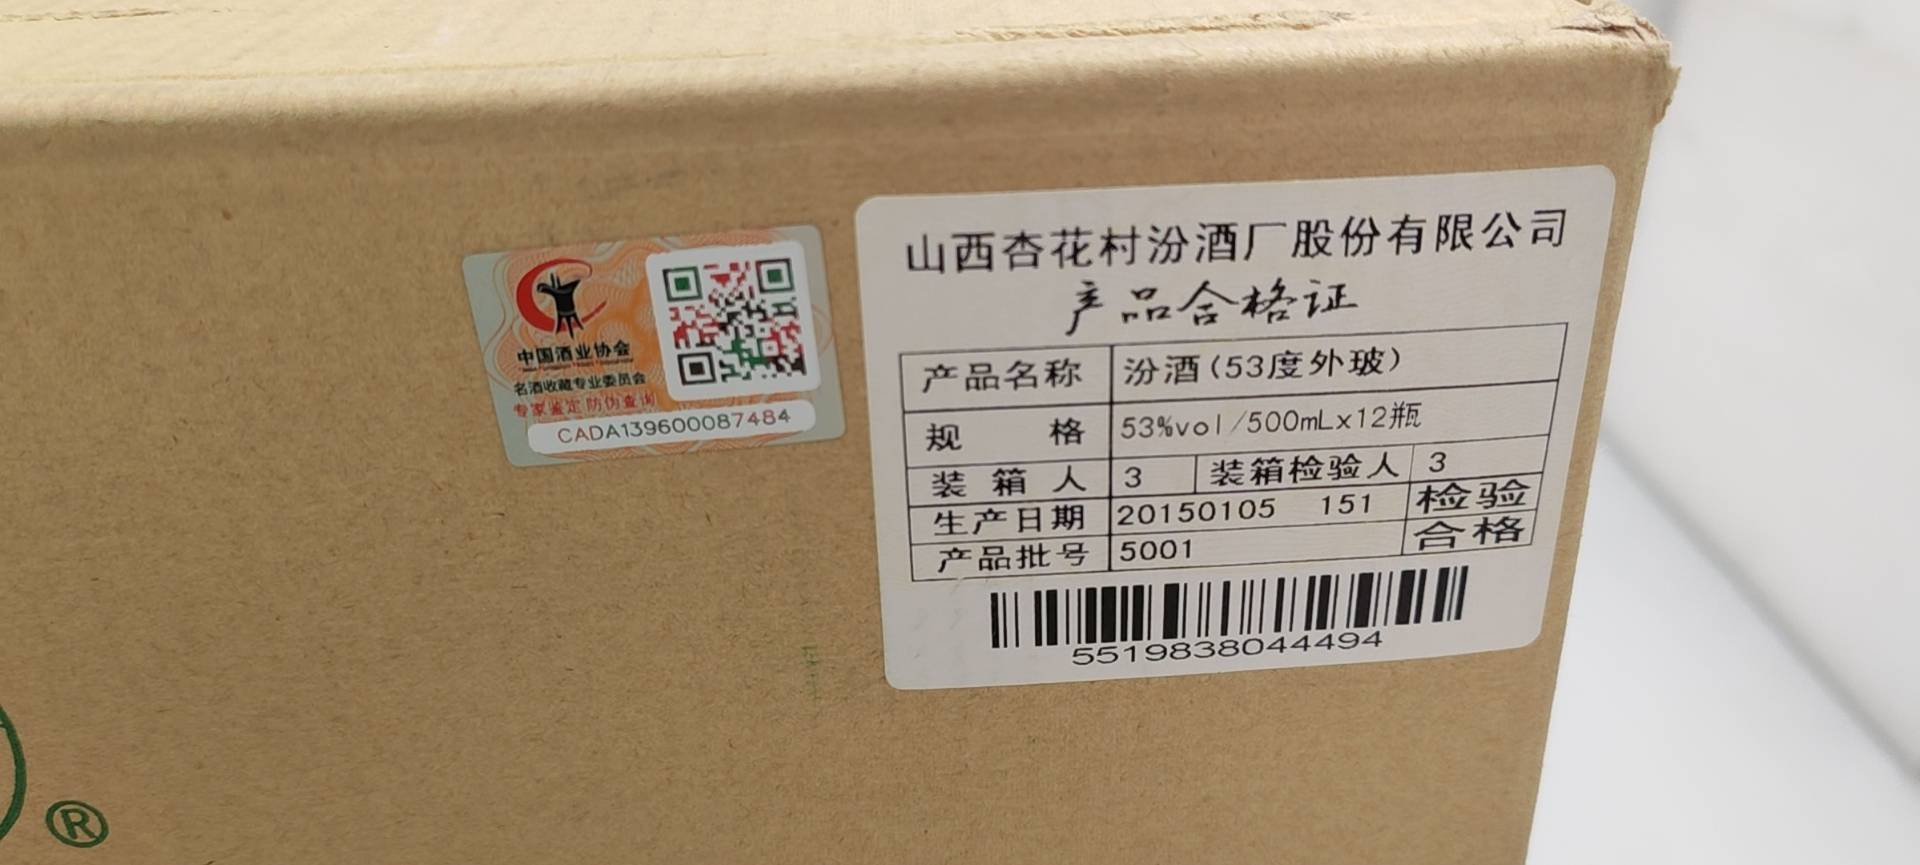 中国酒业协会
名酒收藏专业委员会
专家鉴定 防伪查询
CADA139600087484
山西杏花村汾酒厂股份有限公司
产品合格证
产品名称 汾酒(53度外玻)
规 格 53%vol/500mLx12瓶
装箱人 3 装箱检验人 3
生产日期 20150105 151 检验
产品批号 5001 合格
5519838044494
®